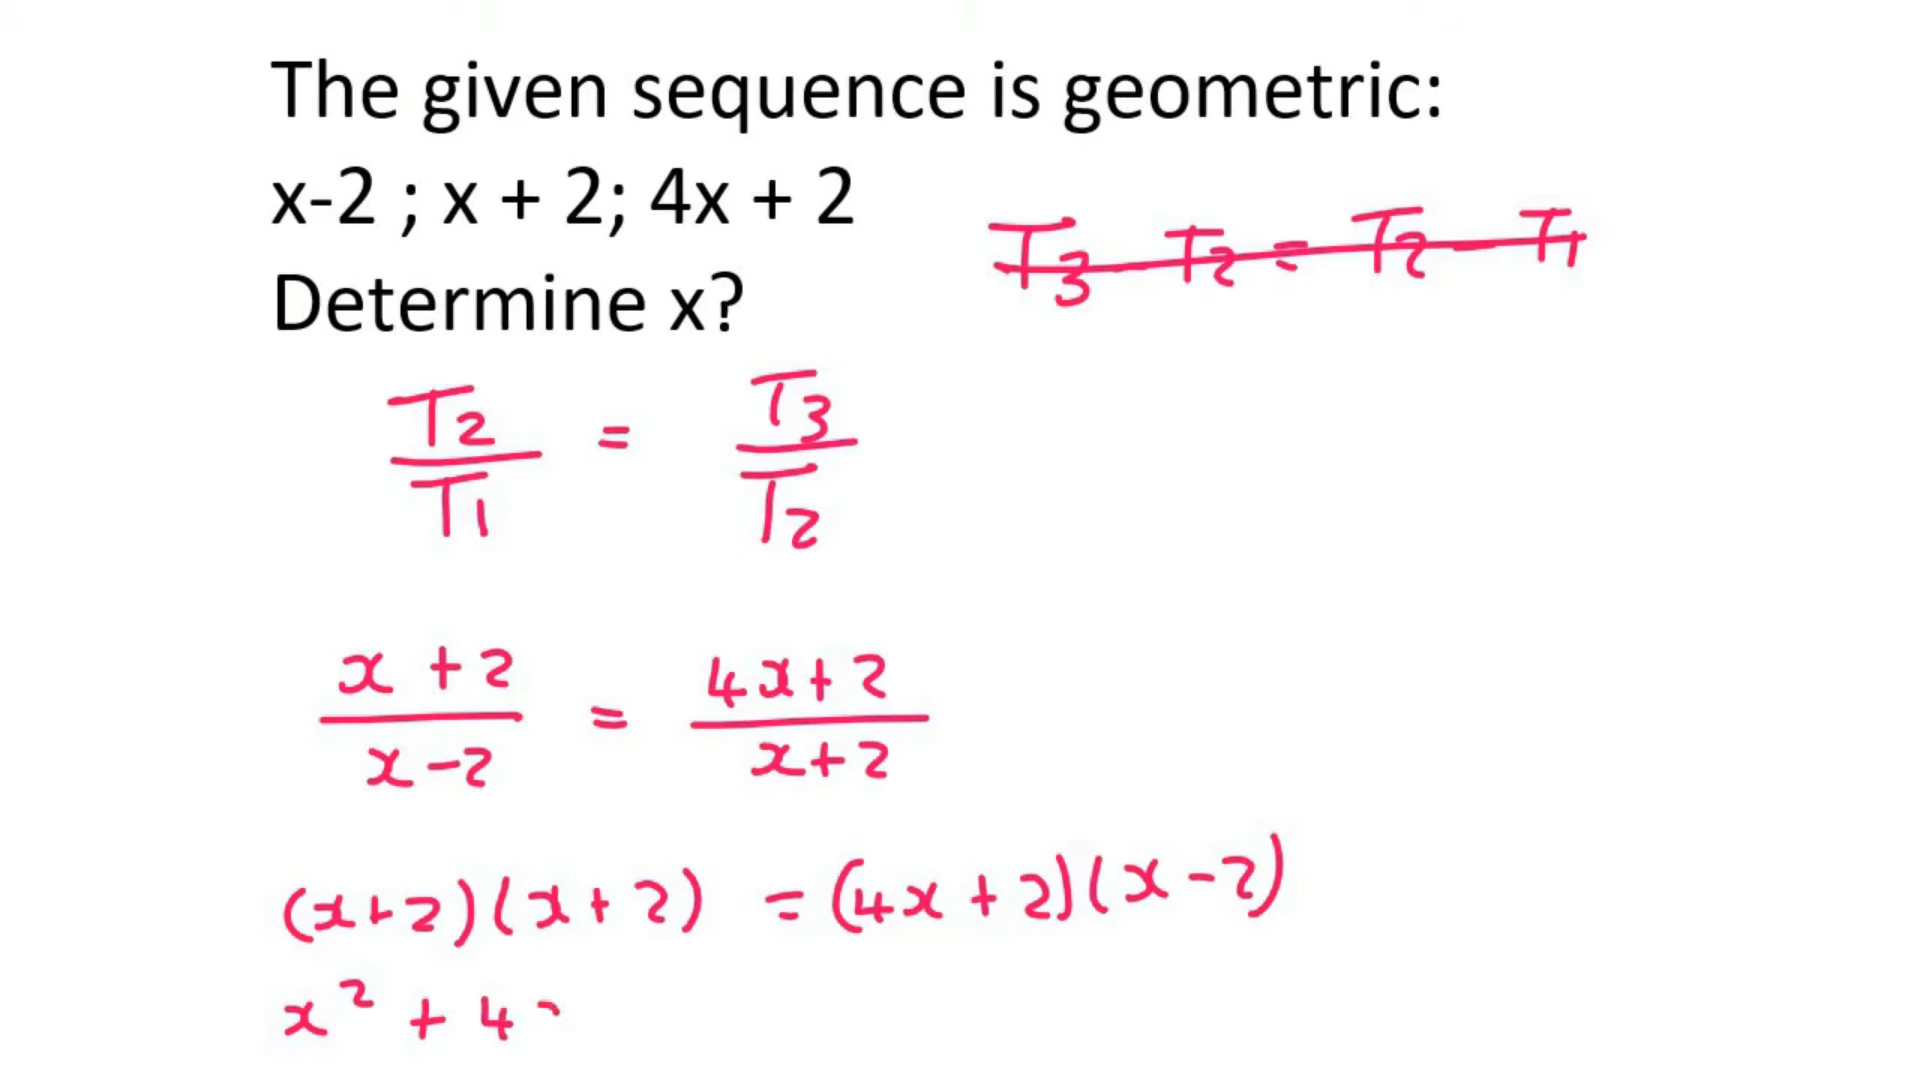 The given sequence is geometric:
x-2 ; x + 2; 4x + 2
T₃ - T₂ = T₂ - T₁
Determine x?
T₂/T₁ = T₃/T₂
x + 2/x - 2 = 4x + 2/x + 2
(x + 2)(x + 2) = (4x + 2)(x - 2)
x² + 4